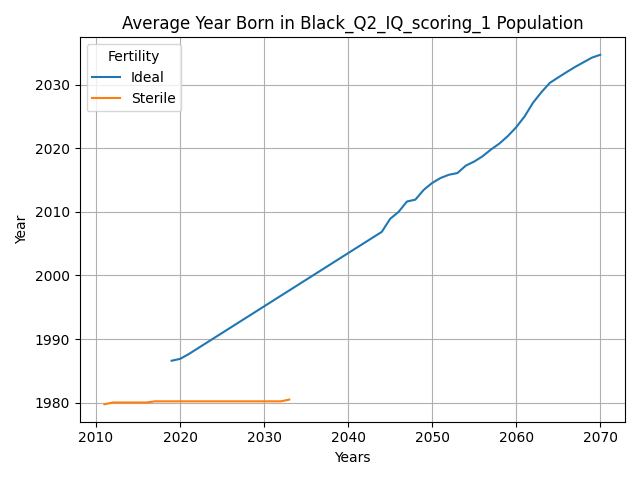 Average Year Born in Black_Q2_IQ_scoring_1 Population
Fertility
Ideal
Sterile
Year
2030
2020
2010
2000
1990
1980
2010 2020 2030 2040 2050 2060 2070
Years